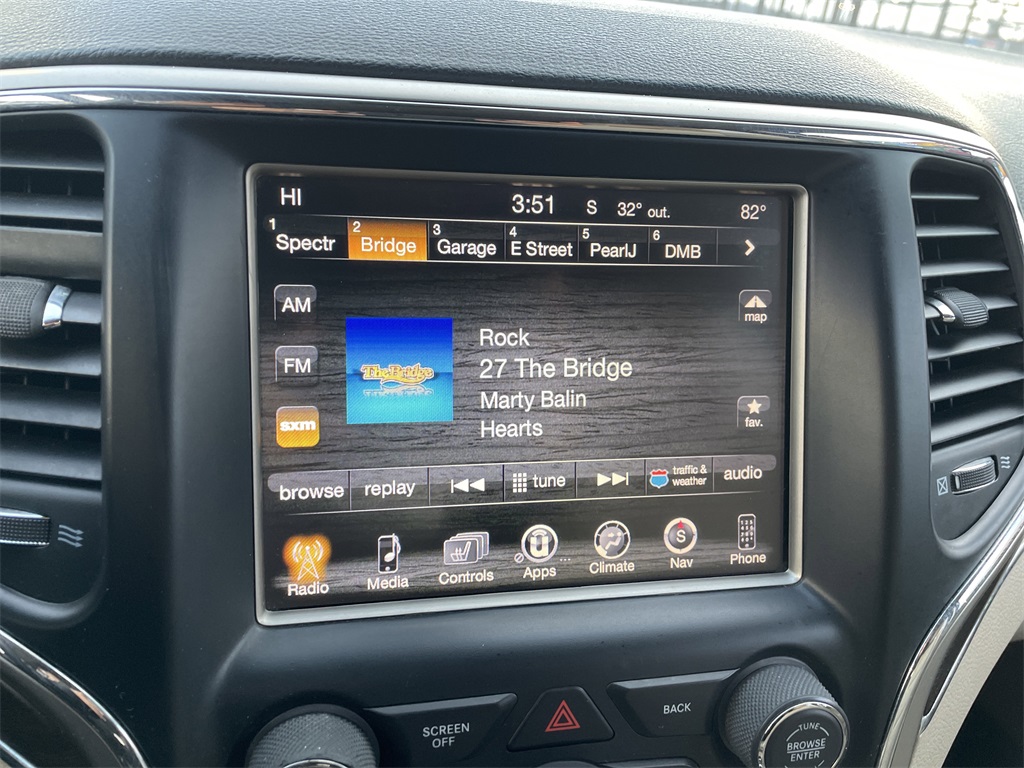 HI 3:51 S 32° out. 82°
1 Spectr 2 Bridge 3 Garage 4 E Street 5 PearlJ 6 DMB
AM
map
Rock
FM
The Bridge
27 The Bridge
Marty Balin
fav.
sxm
Hearts
browse replay tune traffic & weather audio
Radio Media Controls Apps Climate S Nav Phone
SCREEN OFF
BACK
TUNE
BROWSE
ENTER